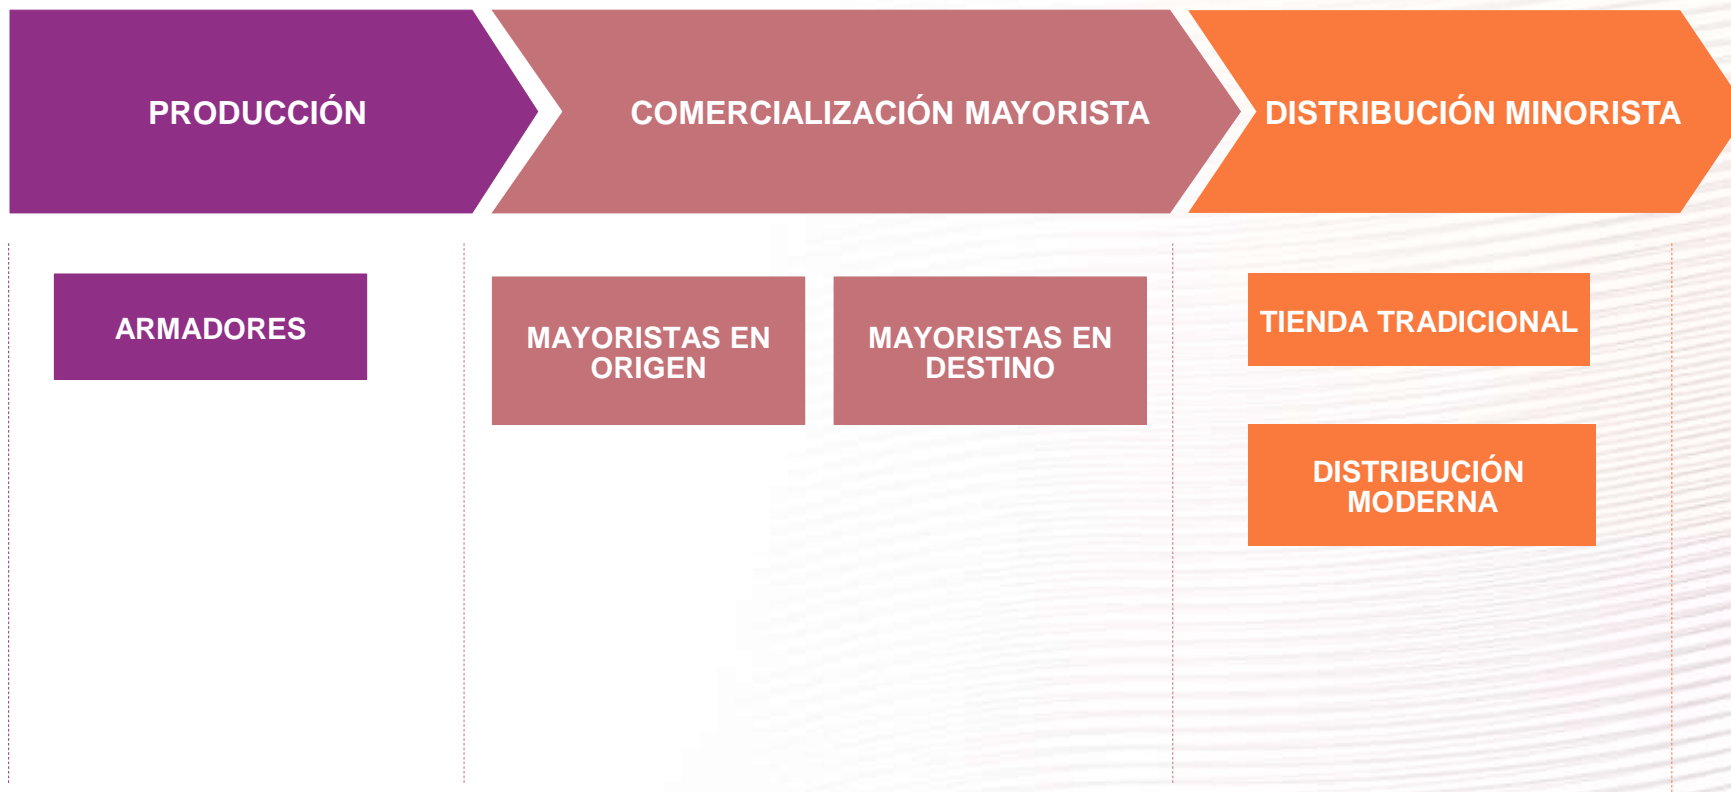 PRODUCCIÓN
COMERCIALIZACIÓN MAYORISTA
DISTRIBUCIÓN MINORISTA
ARMADORES
MAYORISTAS EN
ORIGEN
MAYORISTAS EN
DESTINO
TIENDA TRADICIONAL
DISTRIBUCIÓN
MODERNA